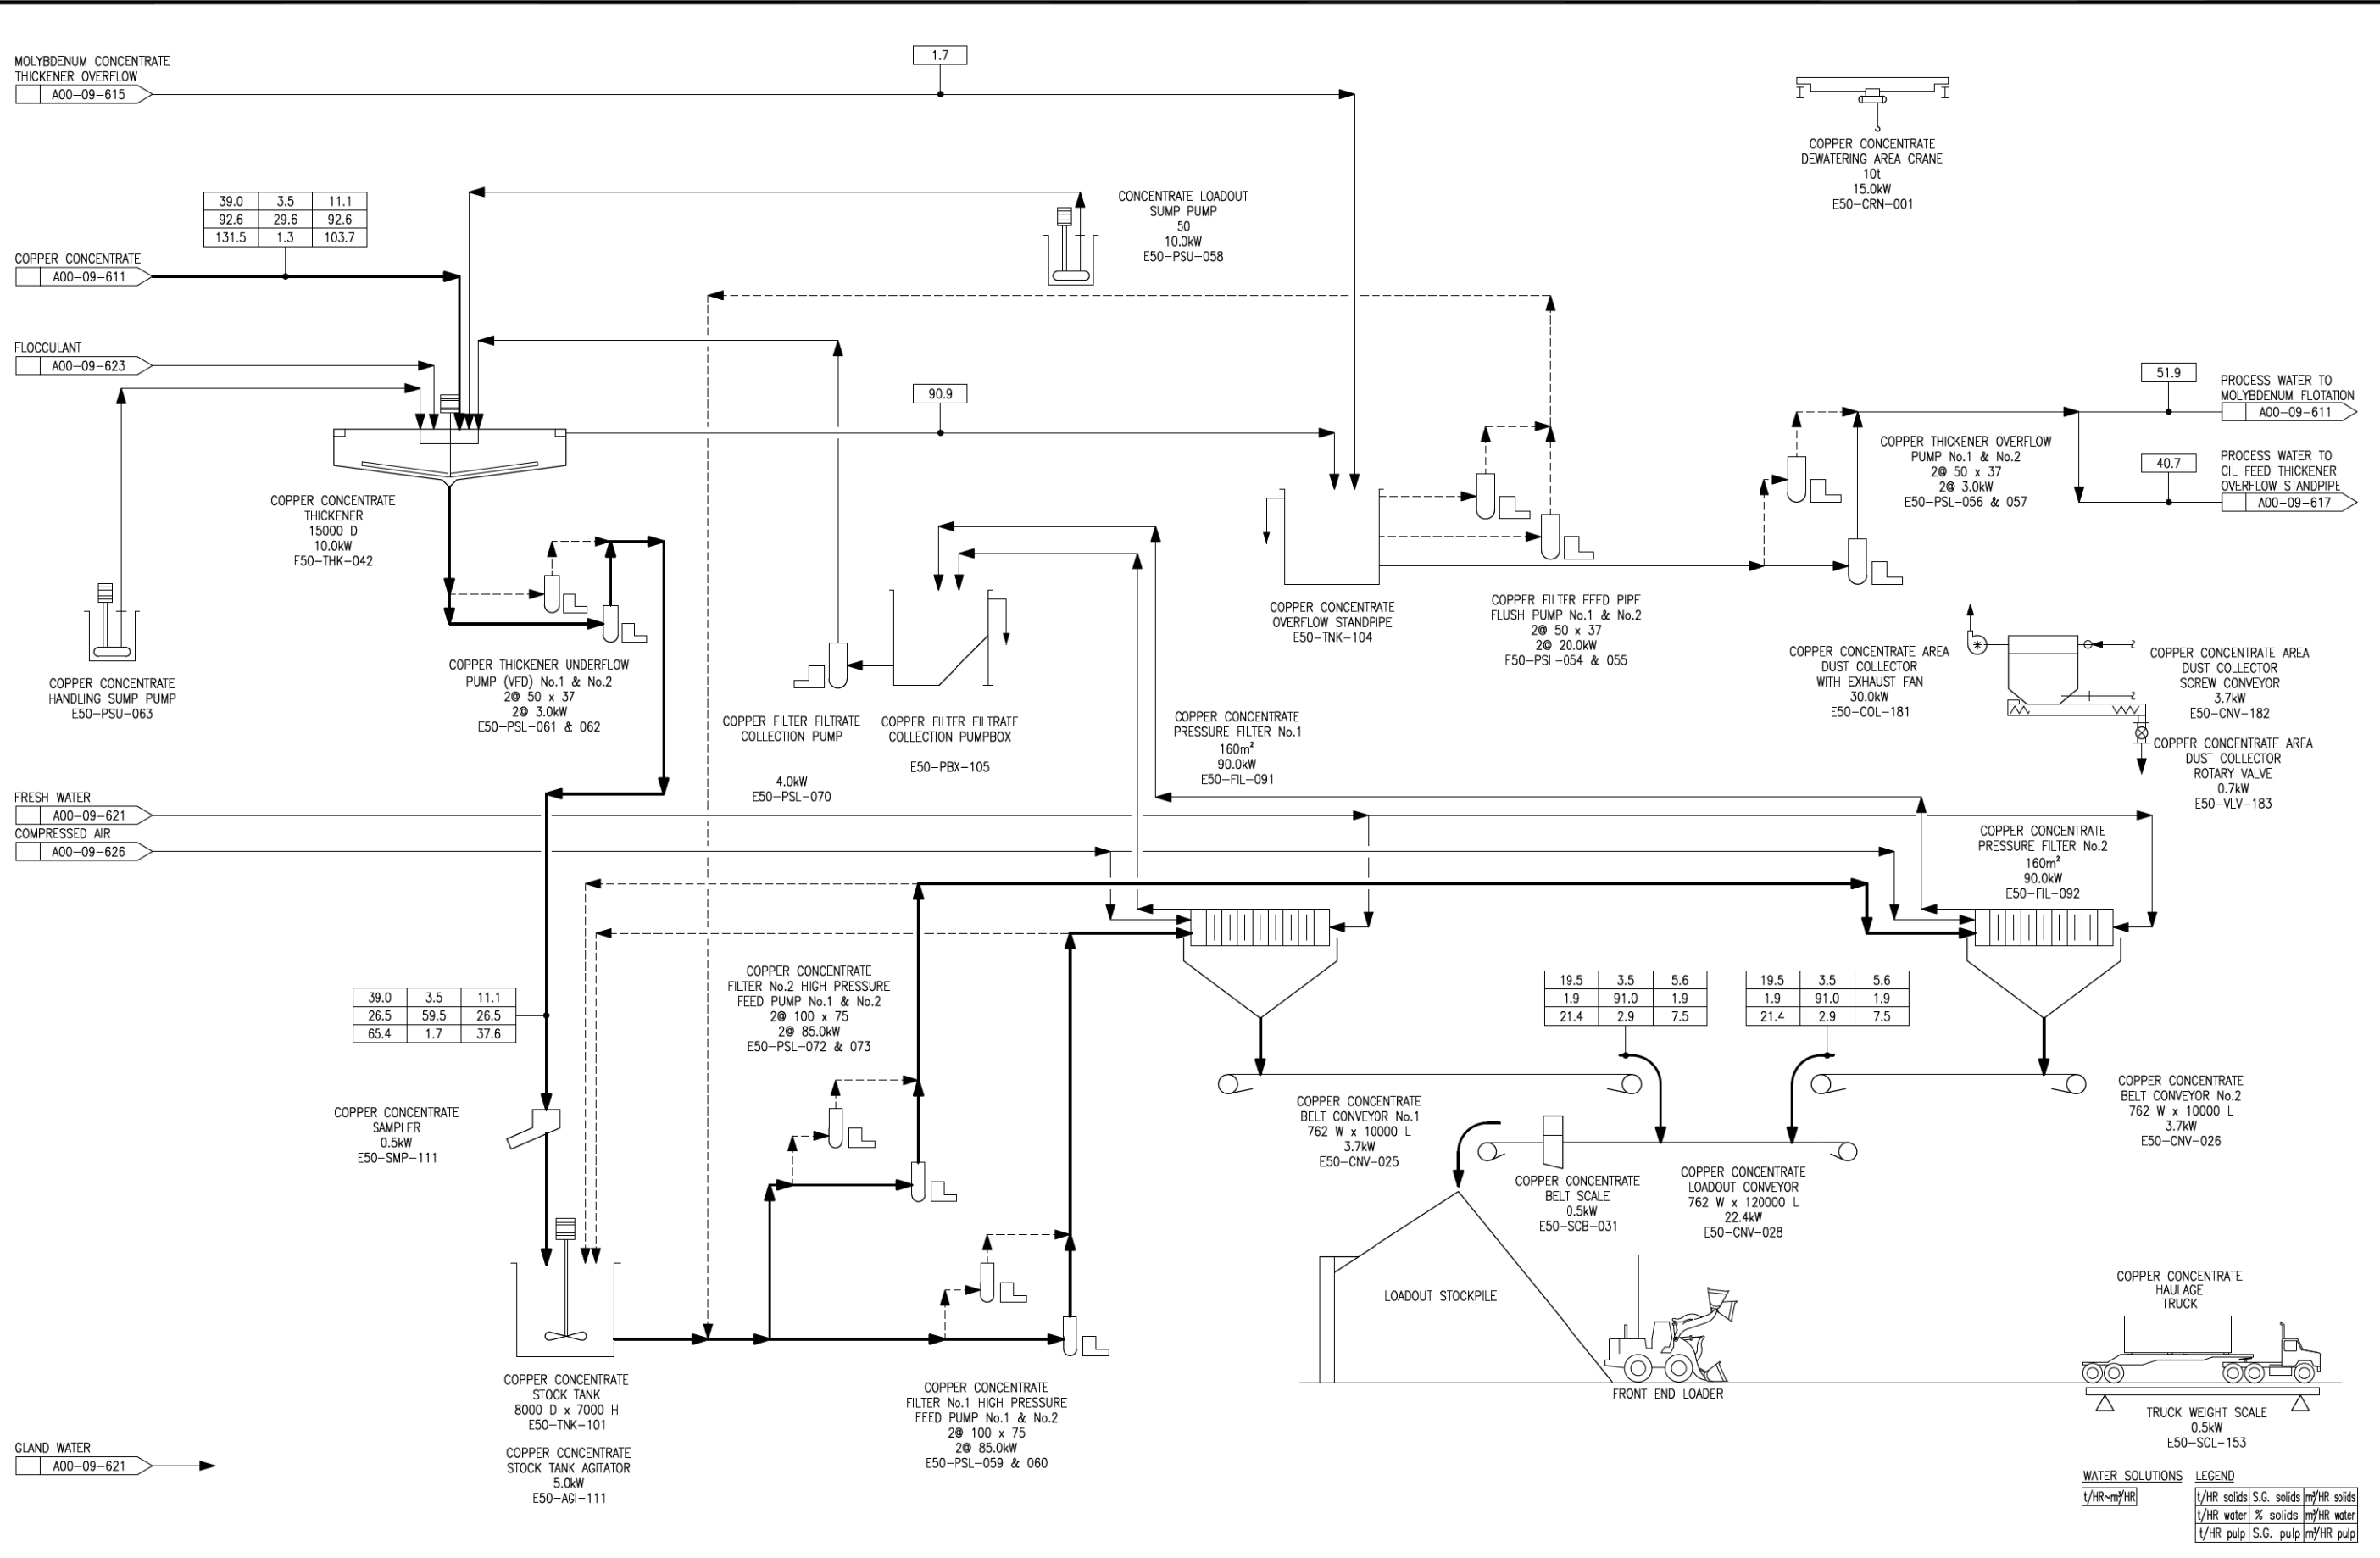 MOLYBDENUM CONCENTRATE
THICKENER OVERFLOW
A00-09-615
1.7
COPPER CONCENTRATE
DEWATERING AREA CRANE
10t
15.0kW
E50-CRN-001
39.0 3.5 11.1
92.6 29.6 92.6
131.5 1.3 103.7
CONCENTRATE LOADOUT
SUMP PUMP
50
10.0kW
E50-PSU-058
COPPER CONCENTRATE
A00-09-611
FLOCCULANT
A00-09-623
90.9
51.9
PROCESS WATER TO
MOLYBDENUM FLOTATION
A00-09-611
COPPER THICKENER OVERFLOW
PUMP No.1 & No.2
2@ 50 x 37
2@ 3.0kW
E50-PSL-056 & 057
40.7
PROCESS WATER TO
CIL FEED THICKENER
OVERFLOW STANDPIPE
A00-09-617
COPPER CONCENTRATE
THICKENER
15000 D
10.0kW
E50-THK-042
COPPER CONCENTRATE
OVERFLOW STANDPIPE
E50-TNK-104
COPPER FILTER FEED PIPE
FLUSH PUMP No.1 & No.2
2@ 50 x 37
2@ 20.0kW
E50-PSL-054 & 055
COPPER CONCENTRATE
HANDLING SUMP PUMP
E50-PSU-063
COPPER THICKENER UNDERFLOW
PUMP (VFD) No.1 & No.2
2@ 50 x 37
2@ 3.0kW
E50-PSL-061 & 062
COPPER FILTER FILTRATE
COLLECTION PUMP
4.0kW
E50-PSL-070
COPPER FILTER FILTRATE
COLLECTION PUMPBOX
E50-PBX-105
COPPER CONCENTRATE
PRESSURE FILTER No.1
160m²
90.0kW
E50-FIL-091
COPPER CONCENTRATE AREA
DUST COLLECTOR
WITH EXHAUST FAN
30.0kW
E50-COL-181
COPPER CONCENTRATE AREA
DUST COLLECTOR
SCREW CONVEYOR
3.7kW
E50-CNV-182
COPPER CONCENTRATE AREA
DUST COLLECTOR
ROTARY VALVE
0.7kW
E50-VLV-183
FRESH WATER
A00-09-621
COMPRESSED AIR
A00-09-626
COPPER CONCENTRATE
PRESSURE FILTER No.2
160m²
90.0kW
E50-FIL-092
39.0 3.5 11.1
26.5 59.5 26.5
65.4 1.7 37.6
COPPER CONCENTRATE
FILTER No.2 HIGH PRESSURE
FEED PUMP No.1 & No.2
2@ 100 x 75
2@ 85.0kW
E50-PSL-072 & 073
19.5 3.5 5.6
1.9 91.0 1.9
21.4 2.9 7.5
19.5 3.5 5.6
1.9 91.0 1.9
21.4 2.9 7.5
COPPER CONCENTRATE
SAMPLER
0.5kW
E50-SMP-111
COPPER CONCENTRATE
BELT CONVEYOR No.1
762 W x 10000 L
3.7kW
E50-CNV-025
COPPER CONCENTRATE
BELT CONVEYOR No.2
762 W x 10000 L
3.7kW
E50-CNV-026
COPPER CONCENTRATE
BELT SCALE
0.5kW
E50-SCB-031
COPPER CONCENTRATE
LOADOUT CONVEYOR
762 W x 120000 L
22.4kW
E50-CNV-028
LOADOUT STOCKPILE
FRONT END LOADER
COPPER CONCENTRATE
HAULAGE
TRUCK
TRUCK WEIGHT SCALE
0.5kW
E50-SCL-153
COPPER CONCENTRATE
STOCK TANK
8000 D x 7000 H
E50-TNK-101
COPPER CONCENTRATE
STOCK TANK AGITATOR
5.0kW
E50-AGI-111
COPPER CONCENTRATE
FILTER No.1 HIGH PRESSURE
FEED PUMP No.1 & No.2
2@ 100 x 75
2@ 85.0kW
E50-PSL-059 & 060
GLAND WATER
A00-09-621
WATER SOLUTIONS
t/HR~m³/HR
LEGEND
t/HR solids S.G. solids m³/HR solids
t/HR water % solids m³/HR water
t/HR pulp S.G. pulp m³/HR pulp